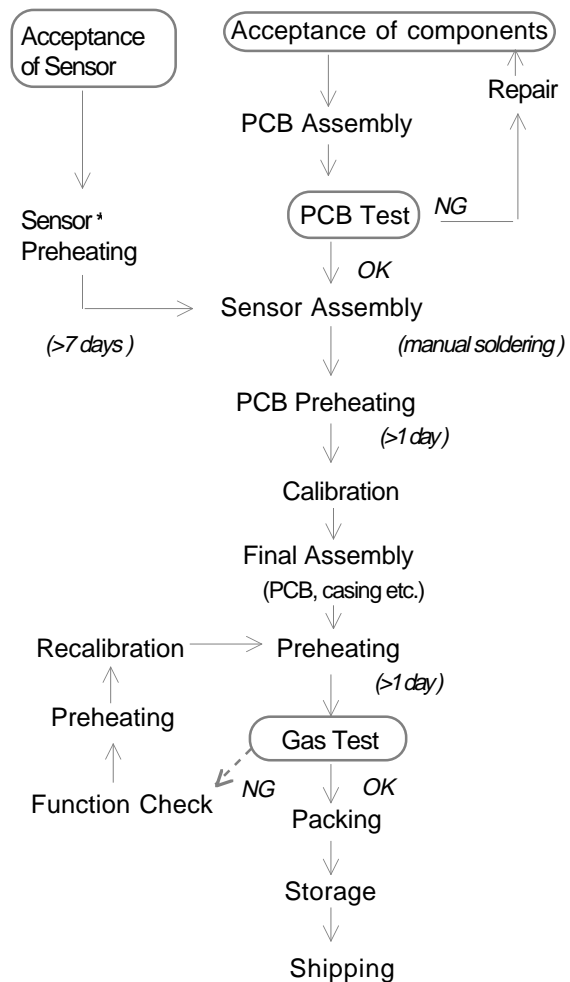 Acceptance
of Sensor
Acceptance of components
Repair
PCB Assembly
PCB Test
NG
Sensor*
Preheating
OK
Sensor Assembly
(>7 days)
(manual soldering)
PCB Preheating
(>1 day)
Calibration
Final Assembly
(PCB, casing etc.)
Recalibration
Preheating
(>1 day)
Preheating
Gas Test
Function Check
NG
OK
Packing
Storage
Shipping